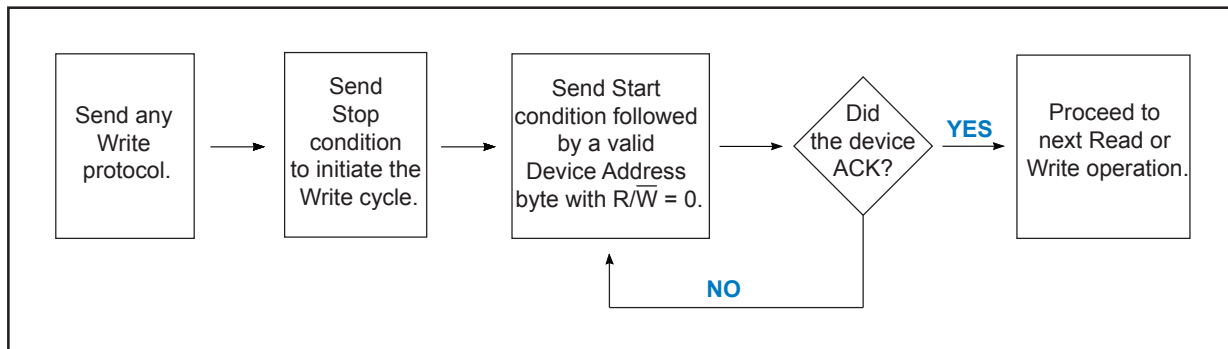 Send any
Write
protocol.
Send
Stop
condition
to initiate the
Write cycle.
Send Start
condition followed
by a valid
Device Address
byte with R/W̅ = 0.
Did
the device
ACK?
YES
NO
Proceed to
next Read or
Write operation.